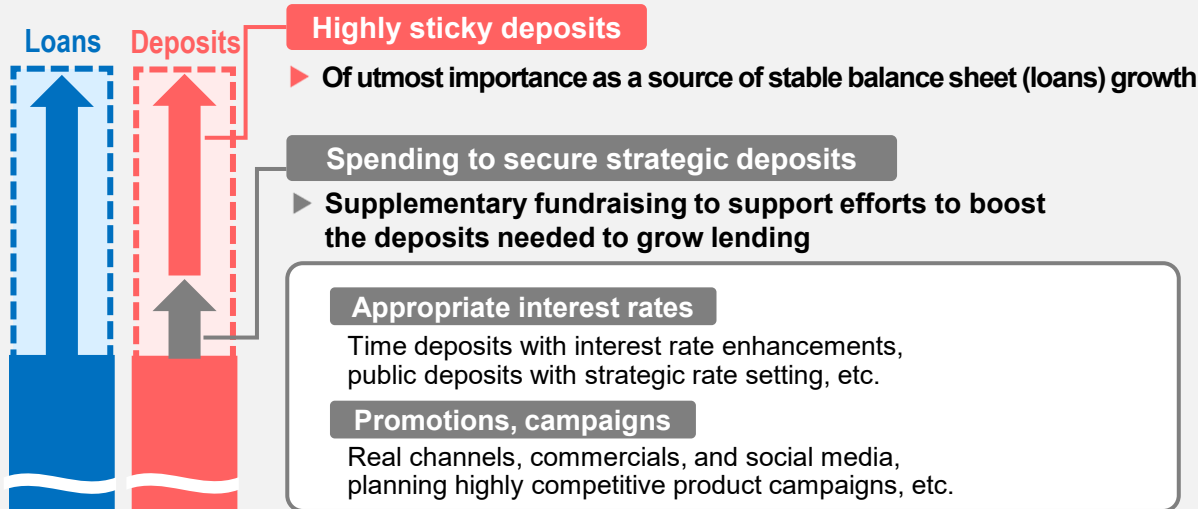 Loans
Deposits
Highly sticky deposits
Of utmost importance as a source of stable balance sheet (loans) growth
Spending to secure strategic deposits
Supplementary fundraising to support efforts to boost
the deposits needed to grow lending
Appropriate interest rates
Time deposits with interest rate enhancements,
public deposits with strategic rate setting, etc.
Promotions, campaigns
Real channels, commercials, and social media,
planning highly competitive product campaigns, etc.